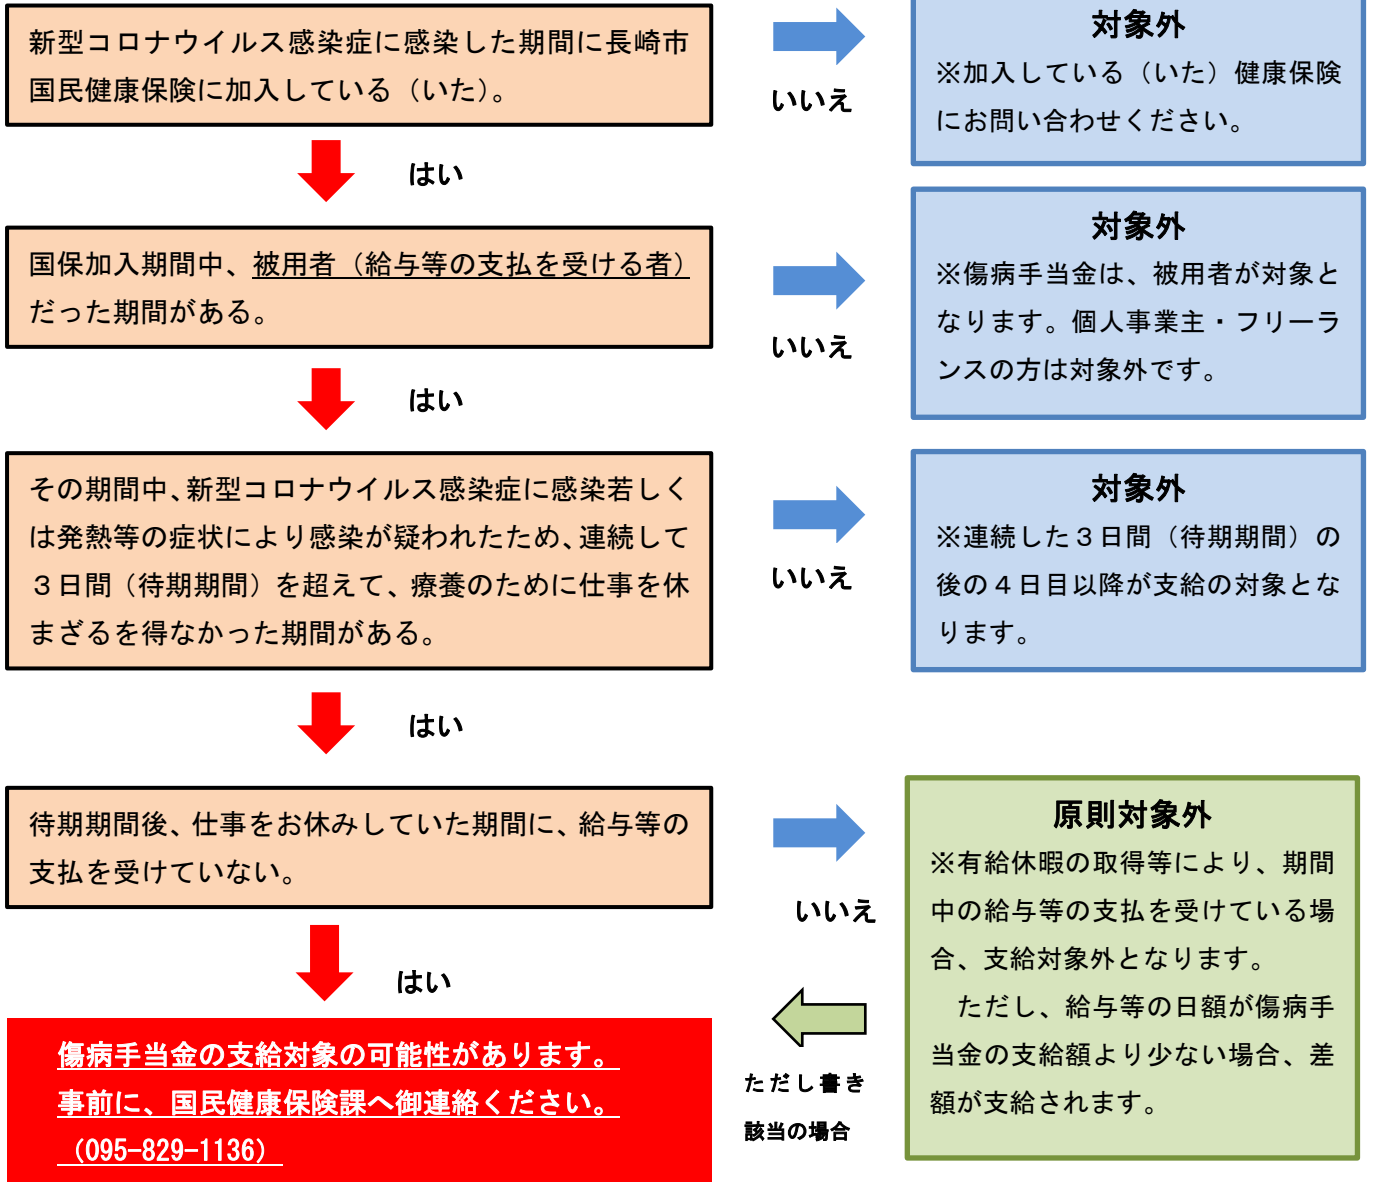 新型コロナウイルス感染症に感染した期間に長崎市
国民健康保険に加入している（いた）。
いいえ
対象外
※加入している（いた）健康保険
にお問い合わせください。
はい
国保加入期間中、被用者（給与等の支払を受ける者）
だった期間がある。
いいえ
対象外
※傷病手当金は、被用者が対象と
なります。個人事業主・フリーラ
ンスの方は対象外です。
はい
その期間中、新型コロナウイルス感染症に感染若しく
は発熱等の症状により感染が疑われたため、連続して
３日間（待期期間）を超えて、療養のために仕事を休
まざるを得なかった期間がある。
いいえ
対象外
※連続した３日間（待期期間）の
後の４日目以降が支給の対象とな
ります。
はい
待期期間後、仕事をお休みしていた期間に、給与等の
支払を受けていない。
いいえ
原則対象外
※有給休暇の取得等により、期間
中の給与等の支払を受けている場
合、支給対象外となります。
　ただし、給与等の日額が傷病手
当金の支給額より少ない場合、差
額が支給されます。
はい
ただし書き
該当の場合
傷病手当金の支給対象の可能性があります。
事前に、国民健康保険課へ御連絡ください。
（095-829-1136）